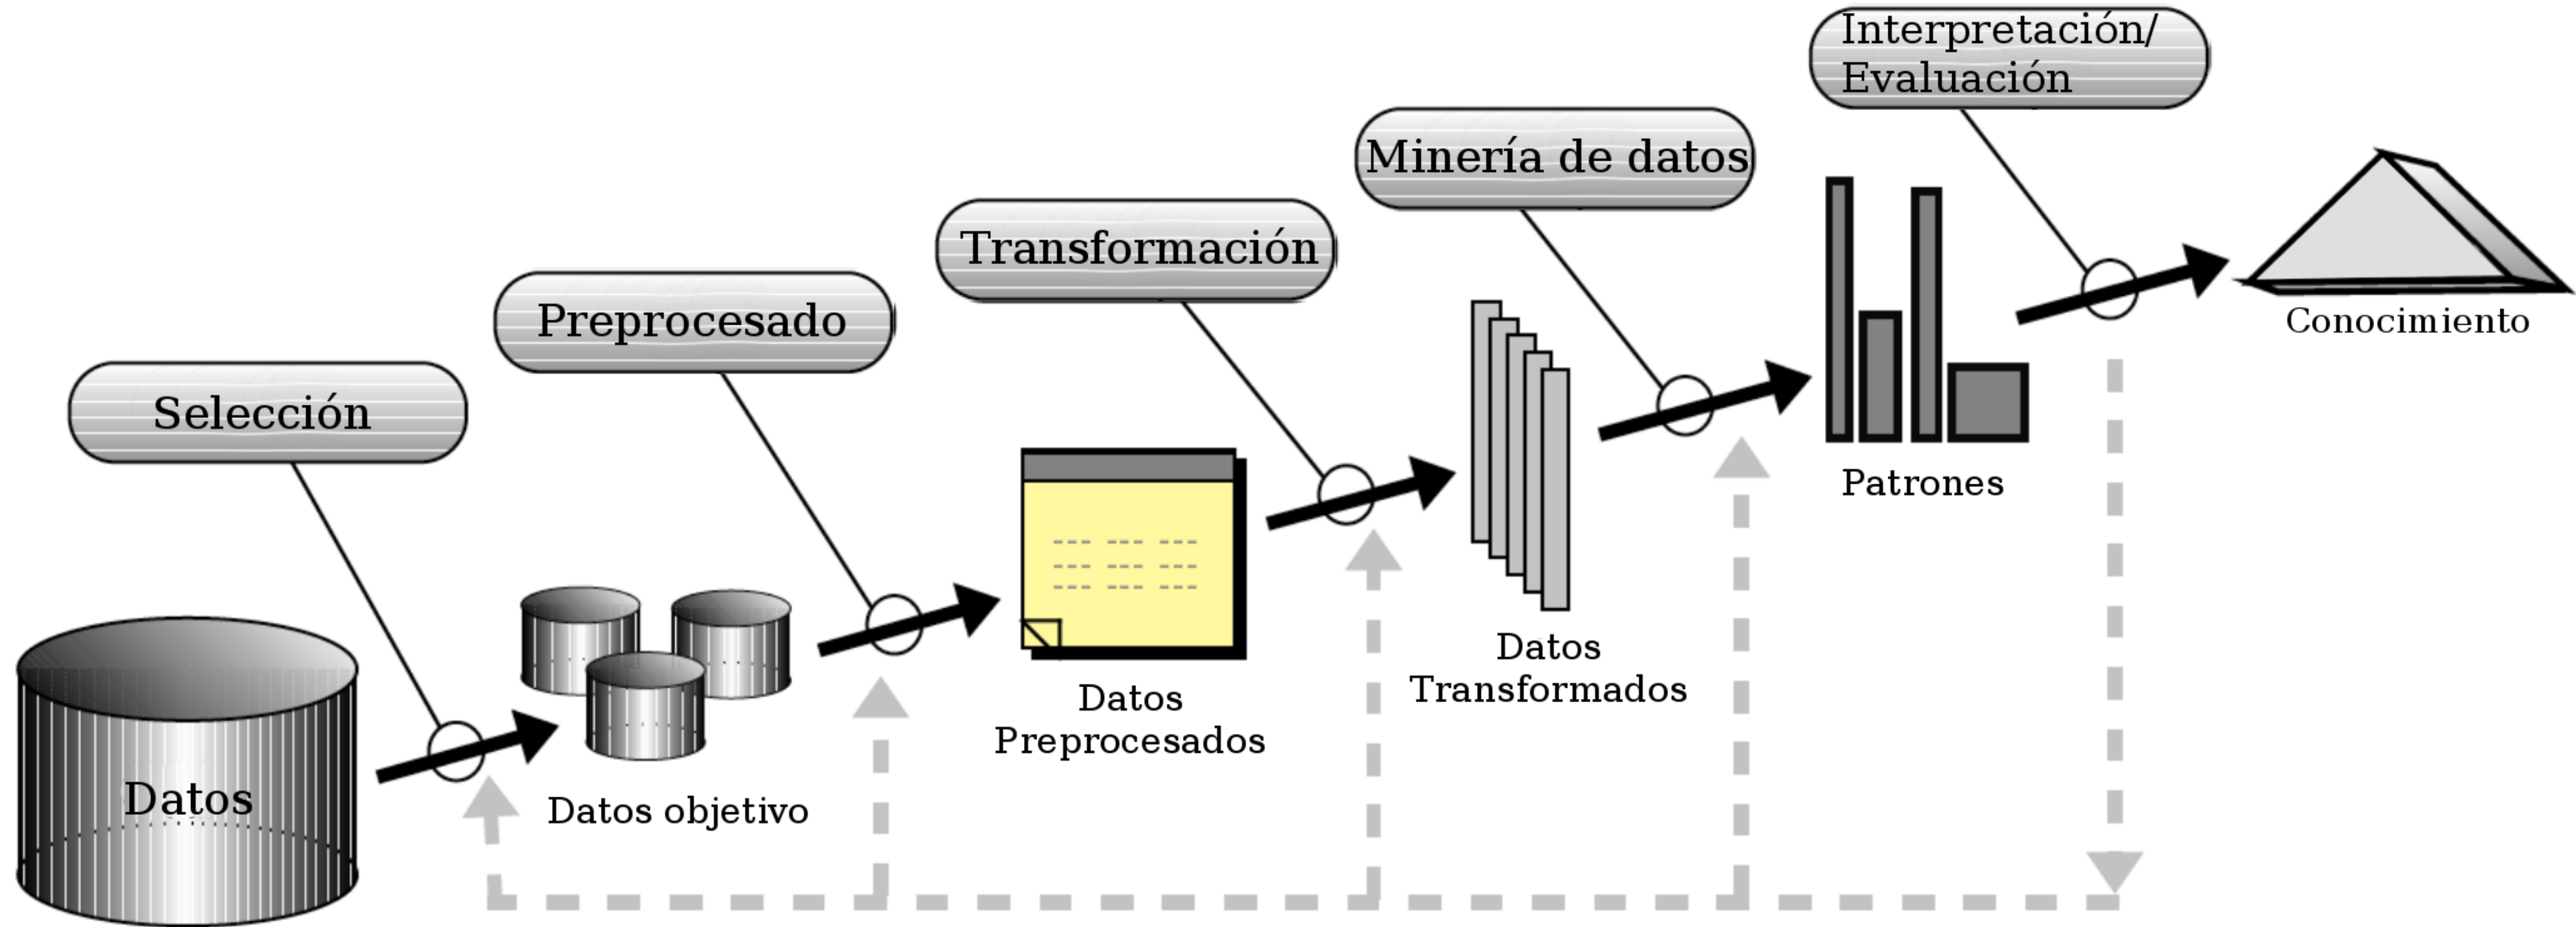 Interpretación/
Evaluación
Minería de datos
Transformación
Preprocesado
Selección
Conocimiento
Patrones
Datos
Transformados
Datos
Preprocesados
Datos objetivo
Datos